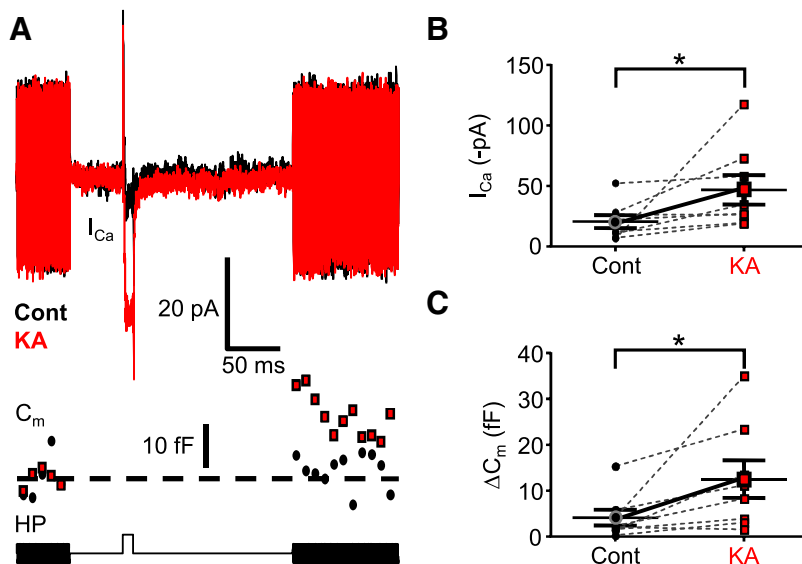 A
I_Ca
Cont
KA
20 pA
50 ms
C_m
10 fF
HP
B
*
I_Ca (-pA)
150
100
50
0
Cont
KA
C
*
ΔC_m (fF)
40
30
20
10
0
Cont
KA